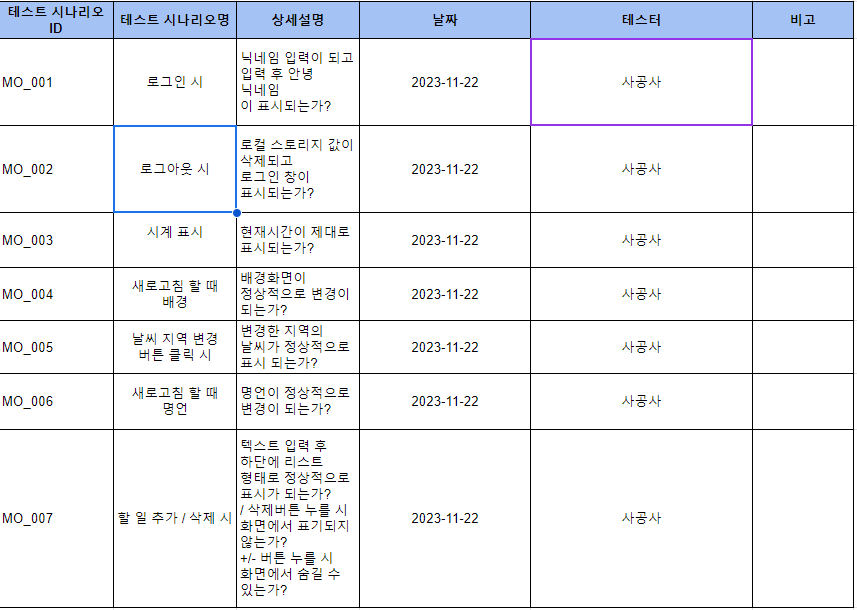 테스트 시나리오
ID
테스트 시나리오명
상세설명
날짜
테스터
비고
MO_001
로그인 시
닉네임 입력이 되고
입력 후 안녕
닉네임
이 표시되는가?
2023-11-22
사공사
MO_002
로그아웃 시
로컬 스토리지 값이
삭제되고
로그인 창이
표시되는가?
2023-11-22
사공사
MO_003
시계 표시
현재시간이 제대로
표시되는가?
2023-11-22
사공사
MO_004
새로고침 할 때
배경
배경화면이
정상적으로 변경이
되는가?
2023-11-22
사공사
MO_005
날씨 지역 변경
버튼 클릭 시
변경한 지역의
날씨가 정상적으로
표시 되는가?
2023-11-22
사공사
MO_006
새로고침 할 때
명언
명언이 정상적으로
변경이 되는가?
2023-11-22
사공사
MO_007
할 일 추가 / 삭제 시
텍스트 입력 후
하단에 리스트
형태로 정상적으로
표시가 되는가?
/ 삭제버튼 누를 시
화면에서 표기되지
않는가?
+/- 버튼 누를 시
화면에서 숨길 수
있는가?
2023-11-22
사공사